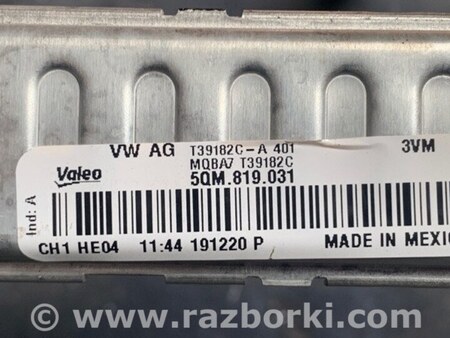 VW AG T39182C-A 401 3VM
MQBA7 T39182C
Valeo 5QM.819.031
Ind: A
CH1 HE04 11:44 191220 P MADE IN MEXIC
© www.razborki.com